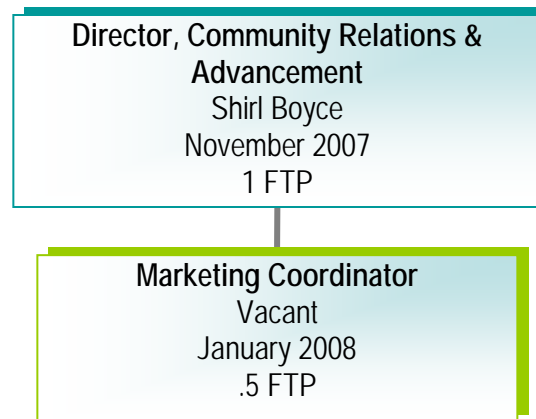 Director, Community Relations &
Advancement
Shirl Boyce
November 2007
1 FTP
Marketing Coordinator
Vacant
January 2008
.5 FTP